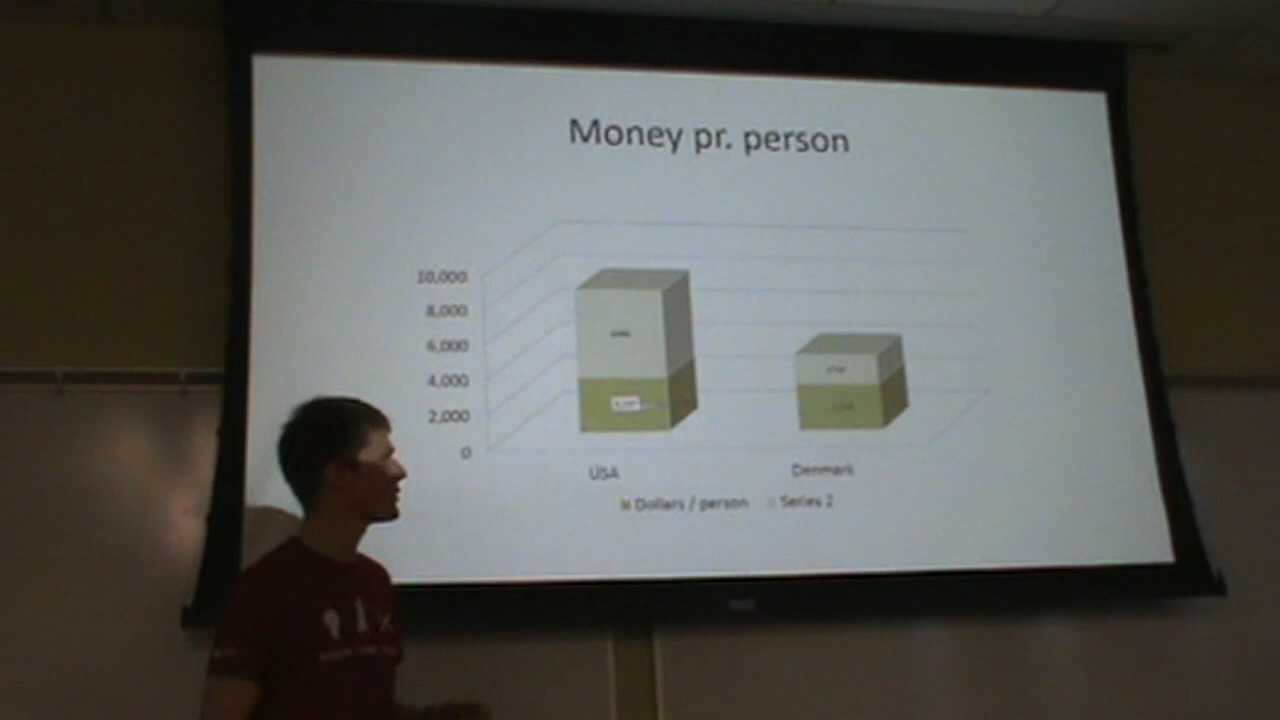 Money pr. person
10,000
8,000
6,000
4,000
2,000
0
USA Denmark
Dollars / person Series 2